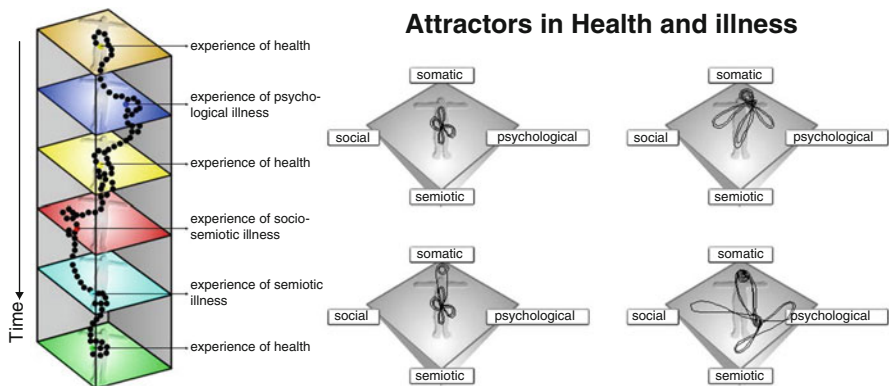 Attractors in Health and illness
Time
experience of health
experience of psycho-
logical illness
experience of health
experience of socio-
semiotic illness
experience of semiotic
illness
experience of health
somatic
social
psychological
semiotic
somatic
social
psychological
semiotic
somatic
social
psychological
semiotic
somatic
social
psychological
semiotic